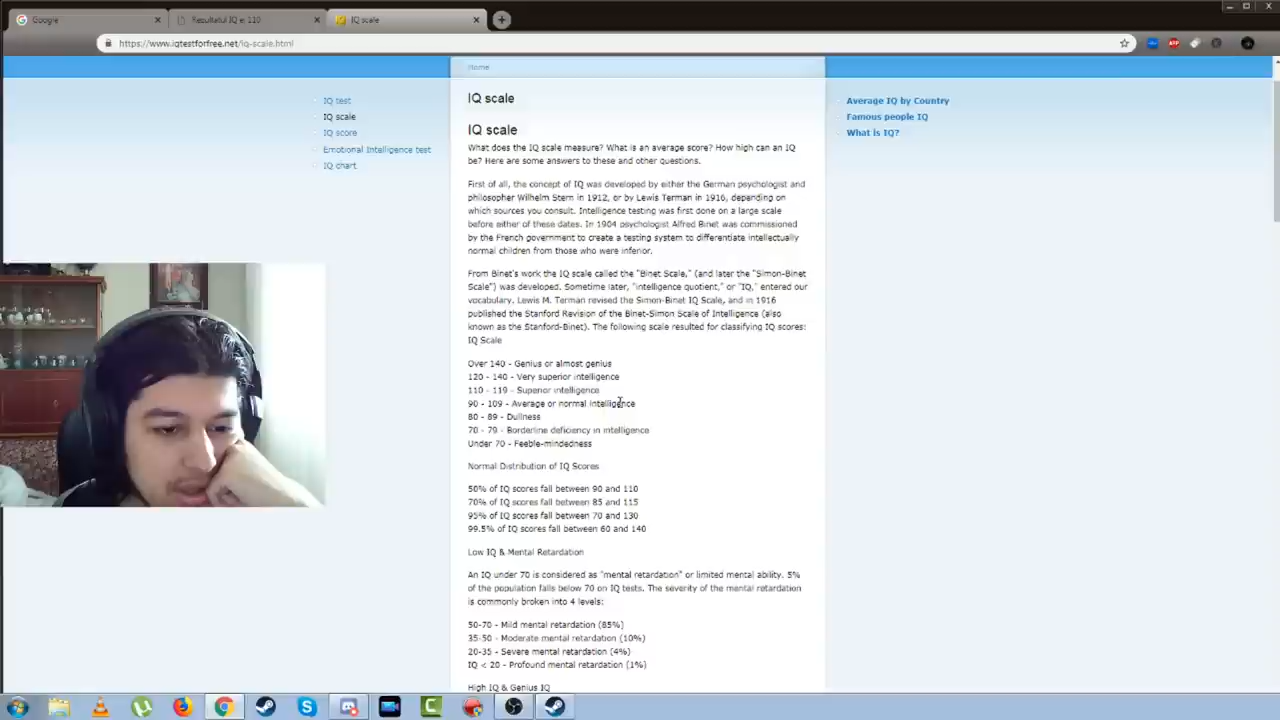 Google
Resultatul IQ e: 110
IQ scale
https://www.iqtestforfree.net/iq-scale.html
Home
IQ test
IQ scale
IQ score
Emotional Intelligence test
IQ chart
IQ scale
IQ scale
What does the IQ scale measure? What is an average score? How high can an IQ
be? Here are some answers to these and other questions.
First of all, the concept of IQ was developed by either the German psychologist and
philosopher Wilhelm Stern in 1912, or by Lewis Terman in 1916, depending on
which sources you consult. Intelligence testing was first done on a large scale
before either of these dates. In 1904 psychologist Alfred Binet was commissioned
by the French government to create a testing system to differentiate intellectually
normal children from those who were inferior.
From Binet's work the IQ scale called the "Binet Scale," (and later the "Simon-Binet
Scale") was developed. Sometime later, "intelligence quotient," or "IQ," entered our
vocabulary. Lewis M. Terman revised the Simon-Binet IQ Scale, and in 1916
published the Stanford Revision of the Binet-Simon Scale of Intelligence (also
known as the Stanford-Binet). The following scale resulted for classifying IQ scores:
IQ Scale
Over 140 - Genius or almost genius
120 - 140 - Very superior intelligence
110 - 119 - Superior intelligence
90 - 109 - Average or normal intelligence
80 - 89 - Dullness
70 - 79 - Borderline deficiency in intelligence
Under 70 - Feeble-mindedness
Normal Distribution of IQ Scores
50% of IQ scores fall between 90 and 110
70% of IQ scores fall between 85 and 115
95% of IQ scores fall between 70 and 130
99.5% of IQ scores fall between 60 and 140
Low IQ & Mental Retardation
An IQ under 70 is considered as "mental retardation" or limited mental ability. 5%
of the population falls below 70 on IQ tests. The severity of the mental retardation
is commonly broken into 4 levels:
50-70 - Mild mental retardation (85%)
35-50 - Moderate mental retardation (10%)
20-35 - Severe mental retardation (4%)
IQ < 20 - Profound mental retardation (1%)
High IQ & Genius IQ
Average IQ by Country
Famous people IQ
What is IQ?